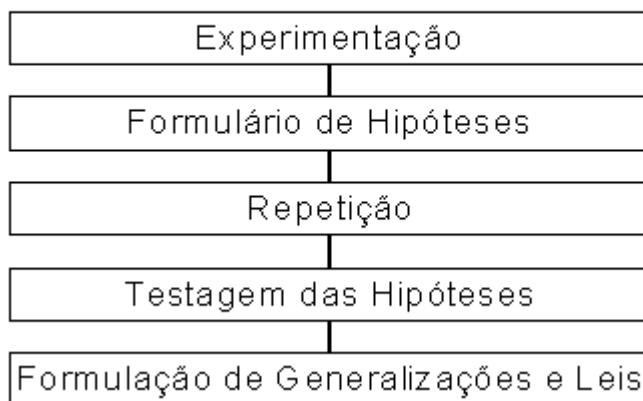 Experimentação
Formulário de Hipóteses
Repetição
Testagem das Hipóteses
Formulação de Generalizações e Leis